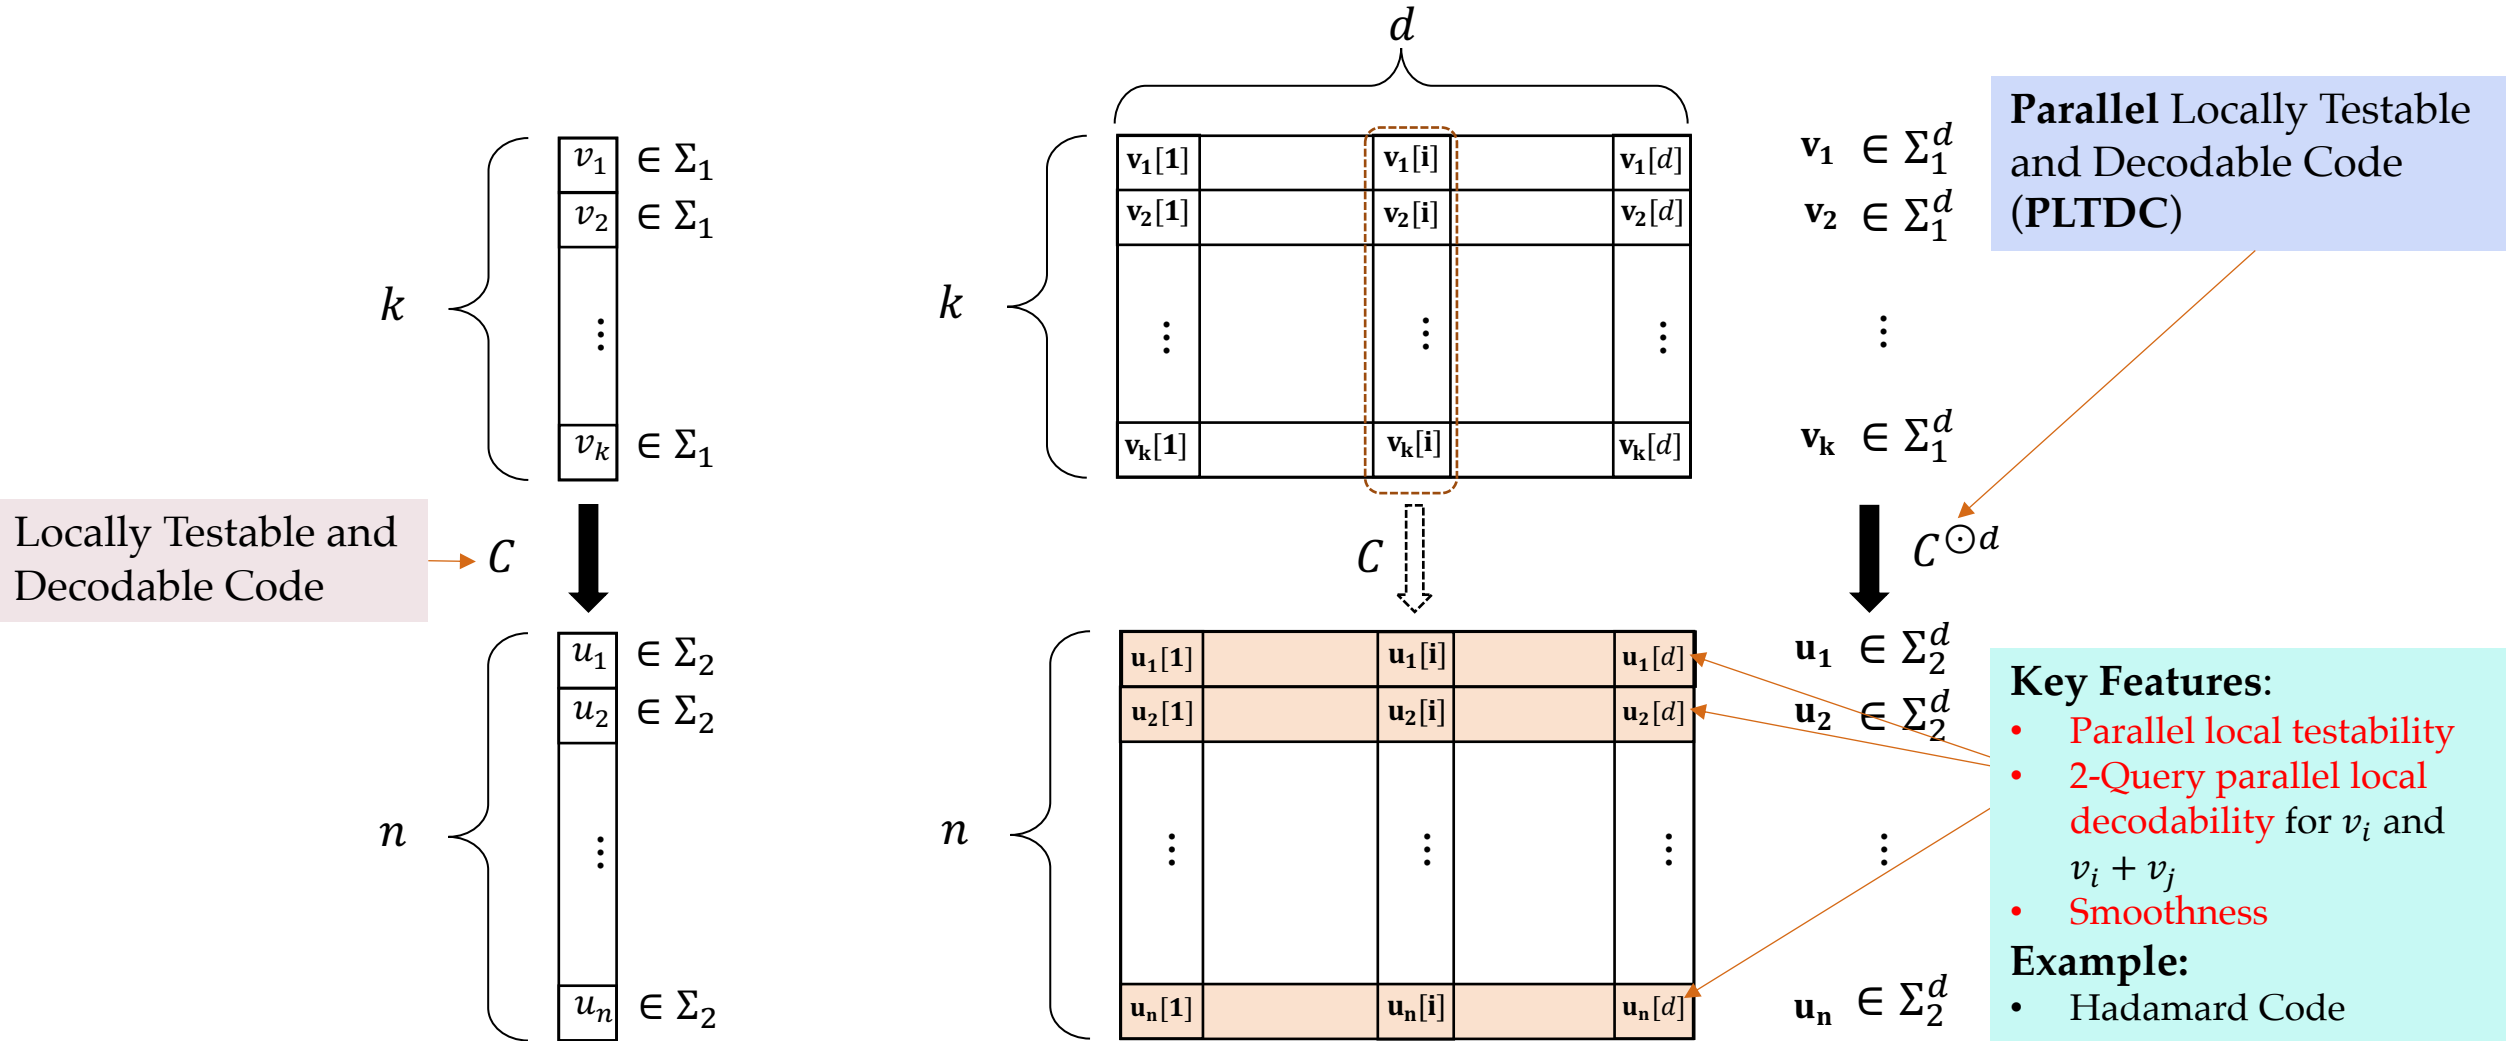 d
k
v₁ ∈ Σ₁
v₂ ∈ Σ₁
⋮
vₖ ∈ Σ₁
k
v₁[1] v₁[i] v₁[d]
v₂[1] v₂[i] v₂[d]
⋮ ⋮ ⋮
vₖ[1] vₖ[i] vₖ[d]
v₁ ∈ Σ₁ᵈ
v₂ ∈ Σ₁ᵈ
⋮
vₖ ∈ Σ₁ᵈ
Parallel Locally Testable
and Decodable Code
(PLTDC)
Locally Testable and
Decodable Code
C
C
C^{⊙d}
n
u₁ ∈ Σ₂
u₂ ∈ Σ₂
⋮
uₙ ∈ Σ₂
n
u₁[1] u₁[i] u₁[d]
u₂[1] u₂[i] u₂[d]
⋮ ⋮ ⋮
uₙ[1] uₙ[i] uₙ[d]
u₁ ∈ Σ₂ᵈ
u₂ ∈ Σ₂ᵈ
⋮
uₙ ∈ Σ₂ᵈ
Key Features:
• Parallel local testability
• 2-Query parallel local
decodability for vᵢ and
vᵢ + vⱼ
• Smoothness
Example:
• Hadamard Code